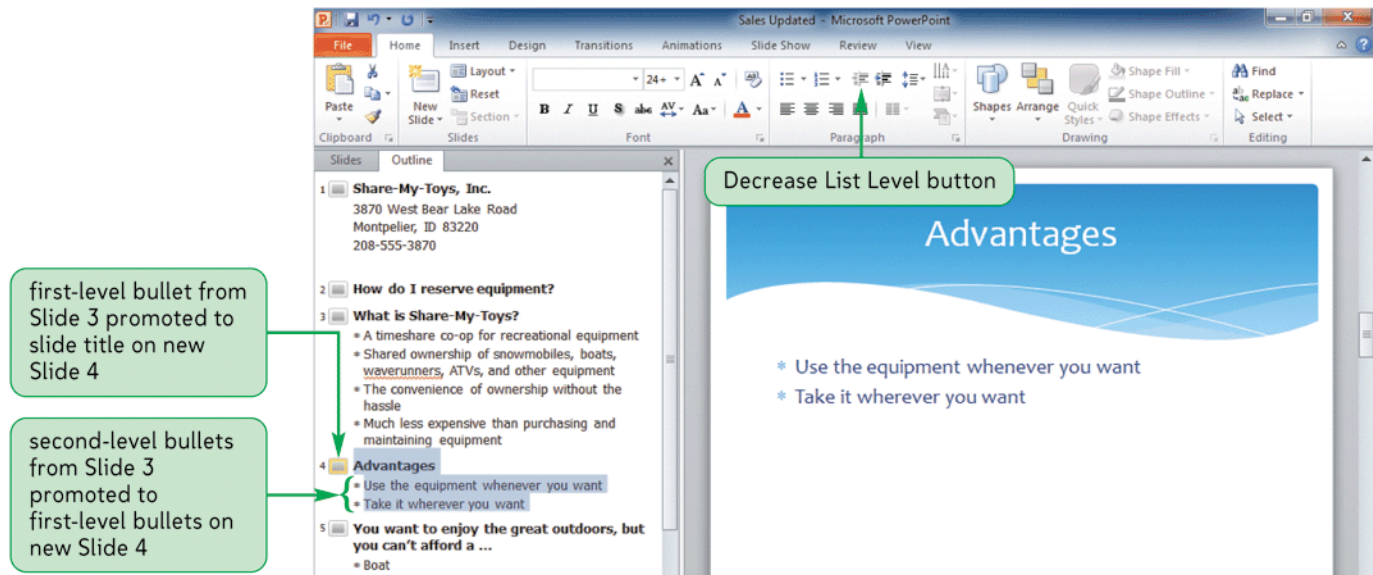 Sales Updated - Microsoft PowerPoint
File Home Insert Design Transitions Animations Slide Show Review View
Paste
Clipboard
New
Slide
Layout
Reset
Section
Slides
24+ A A
B I U S abc AV Aa A
Font
Paragraph
Shapes Arrange Quick
Styles
Shape Fill
Shape Outline
Shape Effects
Drawing
Find
Replace
Select
Editing
Slides Outline
1 Share-My-Toys, Inc.
3870 West Bear Lake Road
Montpelier, ID 83220
208-555-3870
2 How do I reserve equipment?
3 What is Share-My-Toys?
* A timeshare co-op for recreational equipment
* Shared ownership of snowmobiles, boats,
waverunners, ATVs, and other equipment
* The convenience of ownership without the
hassle
* Much less expensive than purchasing and
maintaining equipment
4 Advantages
* Use the equipment whenever you want
* Take it wherever you want
5 You want to enjoy the great outdoors, but
you can't afford a ...
* Boat
Decrease List Level button
Advantages
* Use the equipment whenever you want
* Take it wherever you want
first-level bullet from
Slide 3 promoted to
slide title on new
Slide 4
second-level bullets
from Slide 3
promoted to
first-level bullets on
new Slide 4